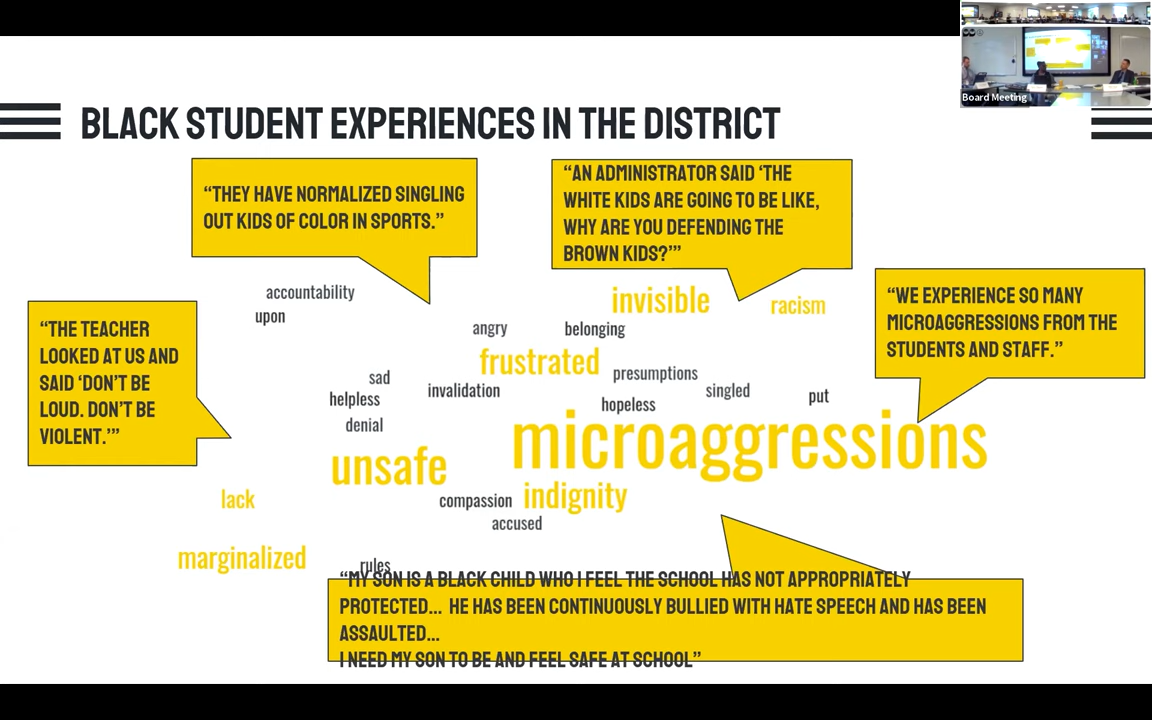 Board Meeting
BLACK STUDENT EXPERIENCES IN THE DISTRICT
“THEY HAVE NORMALIZED SINGLING
OUT KIDS OF COLOR IN SPORTS.”
“AN ADMINISTRATOR SAID ‘THE
WHITE KIDS ARE GOING TO BE LIKE,
WHY ARE YOU DEFENDING THE
BROWN KIDS?’”
“WE EXPERIENCE SO MANY
MICROAGGRESSIONS FROM THE
STUDENTS AND STAFF.”
“THE TEACHER
LOOKED AT US AND
SAID ‘DON’T BE
LOUD. DON’T BE
VIOLENT.’”
accountability
invisible
racism
upon
angry
belonging
frustrated
presumptions
sad
invalidation
singled
helpless
hopeless
put
denial
microaggressions
unsafe
lack
compassion
indignity
accused
marginalized
rules
“MY SON IS A BLACK CHILD WHO I FEEL THE SCHOOL HAS NOT APPROPRIATELY
PROTECTED... HE HAS BEEN CONTINUOUSLY BULLIED WITH HATE SPEECH AND HAS BEEN
ASSAULTED...
I NEED MY SON TO BE AND FEEL SAFE AT SCHOOL”